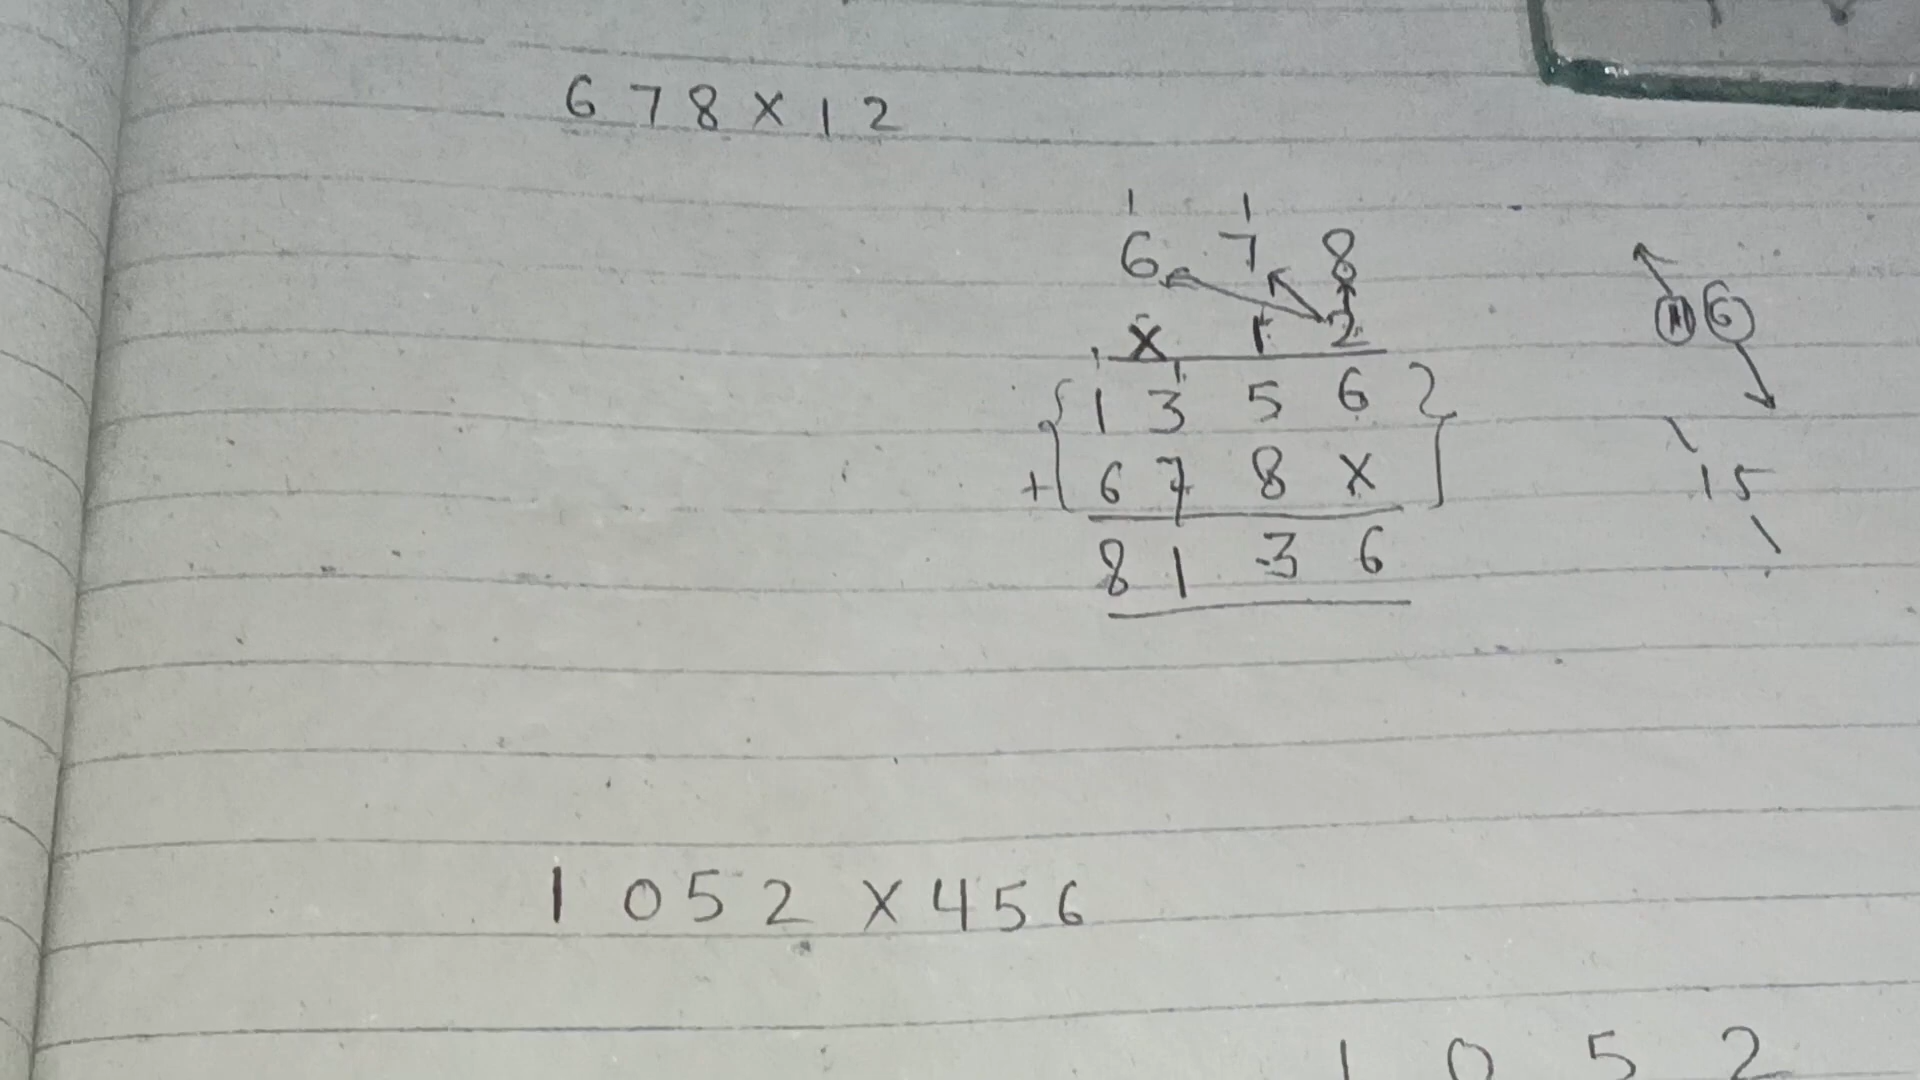 678×12
1 1
6 7 8
× 1 2
1 1
{1 3 5 6}
+[6 7 8 ×]
8 1 3 6
6
15
1052×456
1 0 5 2